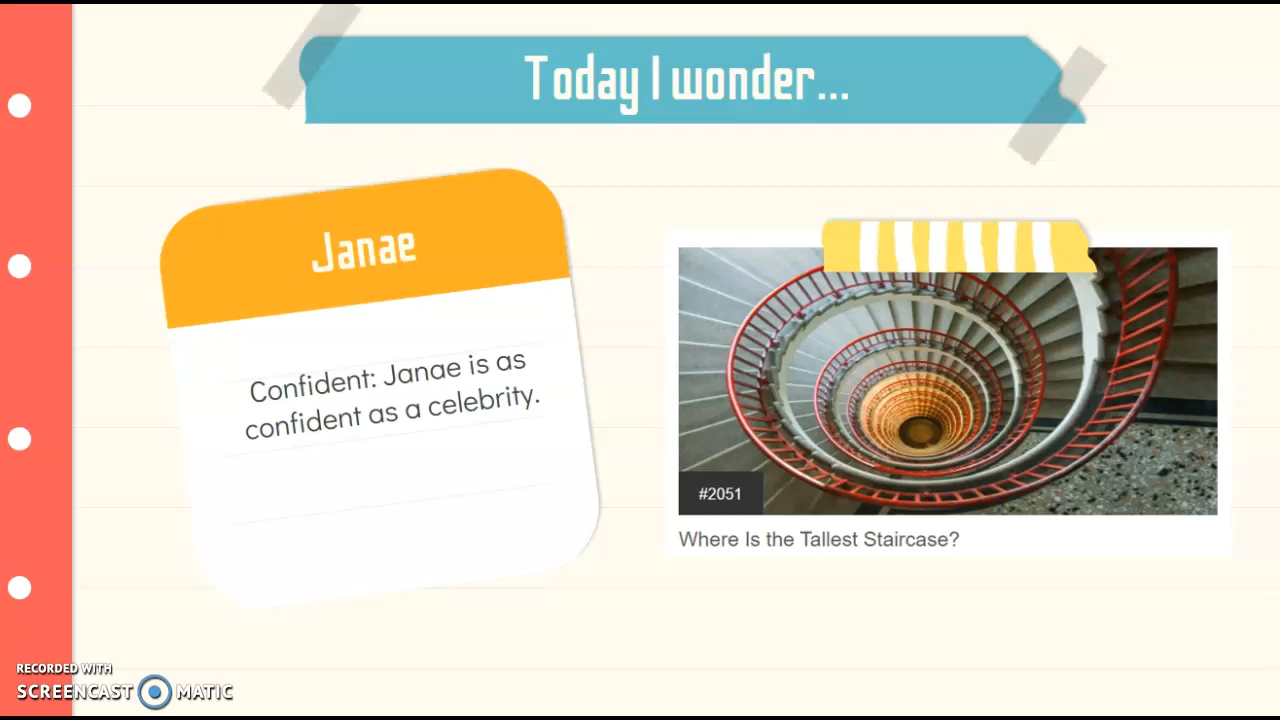 Today I wonder...
Janae
Confident: Janae is as
confident as a celebrity.
#2051
Where Is the Tallest Staircase?
RECORDED WITH
SCREENCAST MATIC